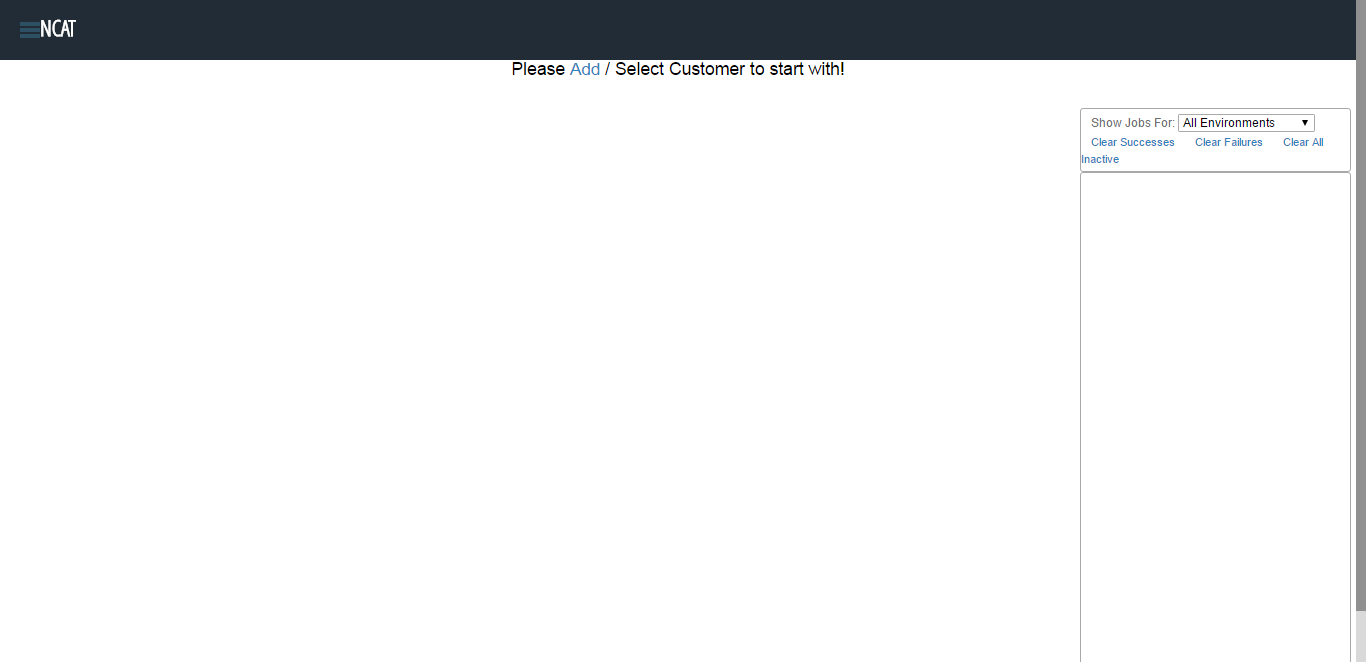 NCAT
Please Add / Select Customer to start with!
Show Jobs For: All Environments
Clear Successes Clear Failures Clear All
Inactive